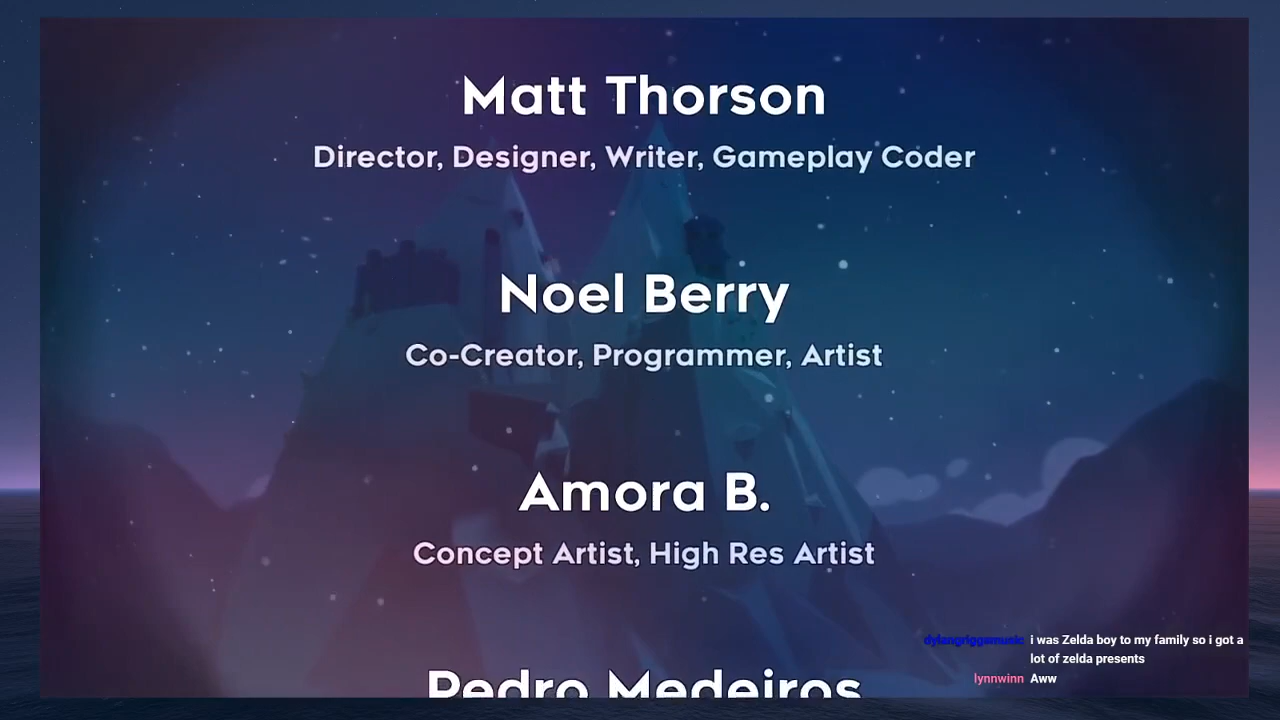 Matt Thorson
Director, Designer, Writer, Gameplay Coder
Noel Berry
Co-Creator, Programmer, Artist
Amora B.
Concept Artist, High Res Artist
Pedro Medeiros
dylangriggsmusic i was Zelda boy to my family so i got a
lot of zelda presents
lynnwinn Aww